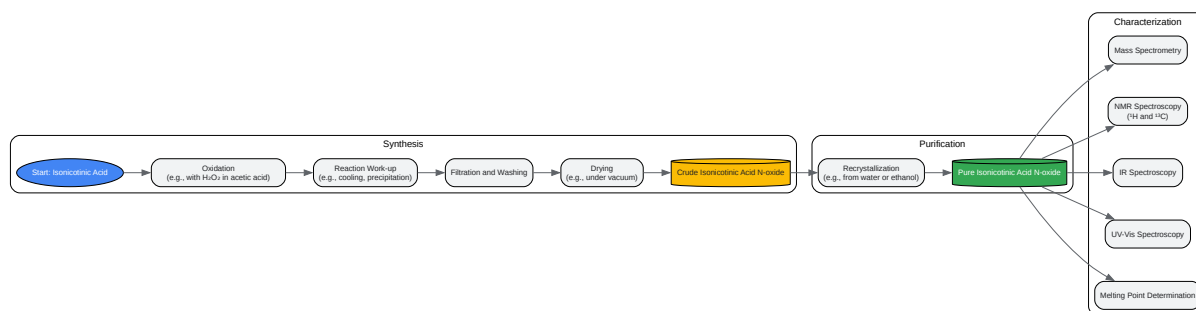 Synthesis
Start: Isonicotinic Acid
Oxidation
(e.g., with H₂O₂ in acetic acid)
Reaction Work-up
(e.g., cooling, precipitation)
Filtration and Washing
Drying
(e.g., under vacuum)
Crude Isonicotinic Acid N-oxide
Purification
Recrystallization
(e.g., from water or ethanol)
Pure Isonicotinic Acid N-oxide
Characterization
Mass Spectrometry
NMR Spectroscopy
(¹H and ¹³C)
IR Spectroscopy
UV-Vis Spectroscopy
Melting Point Determination